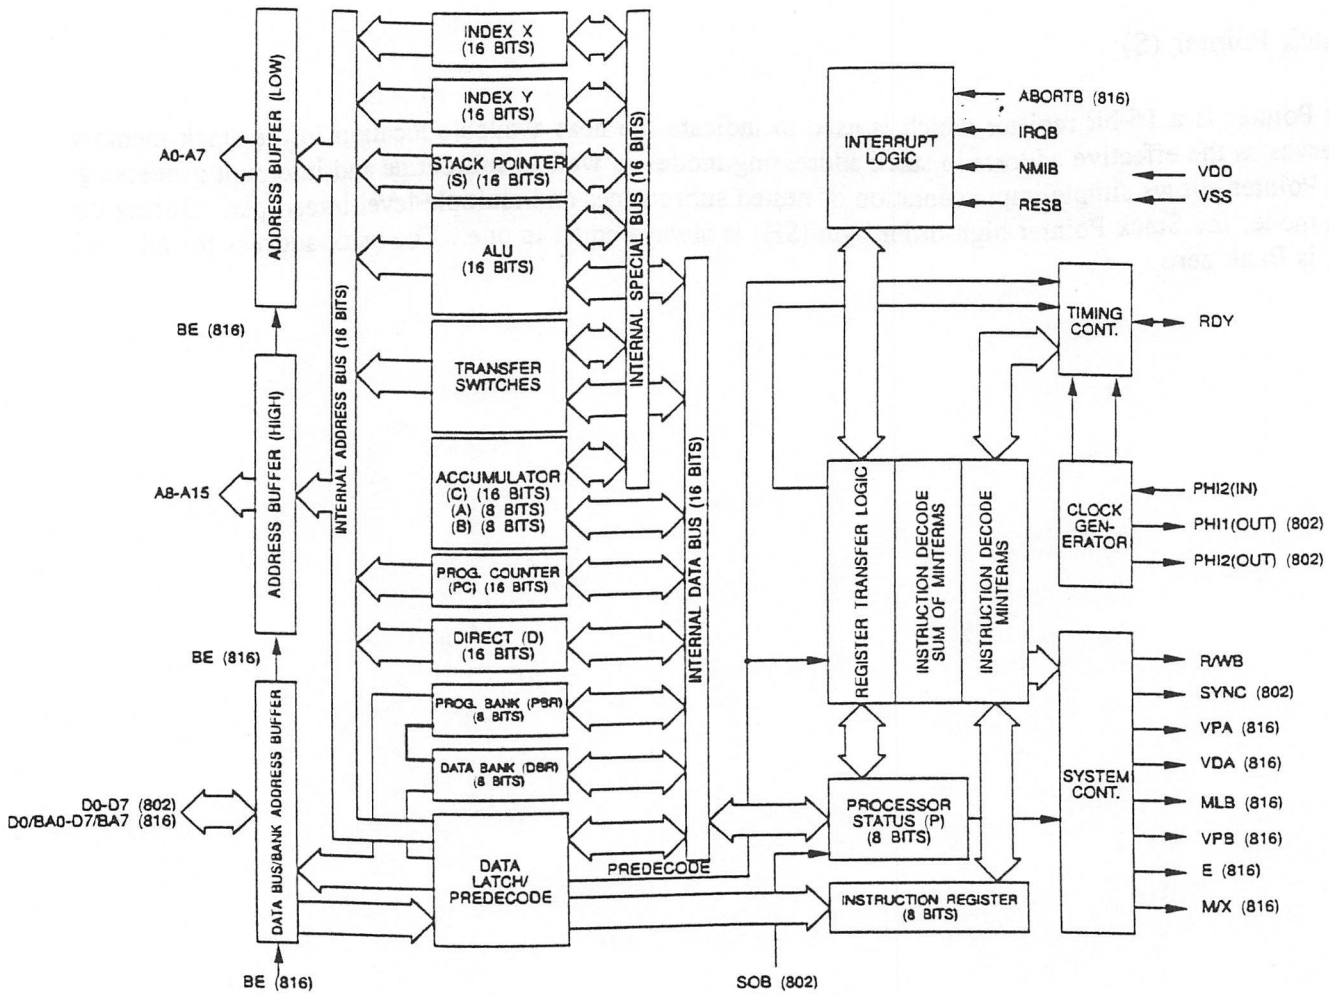 ADDRESS BUFFER (LOW)
A0-A7
BE (816)
ADDRESS BUFFER (HIGH)
A8-A15
BE (816)
DATA BUS/BANK ADDRESS BUFFER
D0-D7 (802)
D0/BA0-D7/BA7 (816)
BE (816)
INTERNAL ADDRESS BUS (16 BITS)
INDEX X
(16 BITS)
INDEX Y
(16 BITS)
STACK POINTER
(S) (16 BITS)
ALU
(16 BITS)
TRANSFER
SWITCHES
ACCUMULATOR
(C) (16 BITS)
(A) (8 BITS)
(B) (8 BITS)
PROG. COUNTER
(PC) (16 BITS)
DIRECT (D)
(16 BITS)
PROG. BANK (PBR)
(8 BITS)
DATA BANK (DBR)
(8 BITS)
DATA
LATCH/
PREDECODE
INTERNAL SPECIAL BUS (16 BITS)
INTERNAL DATA BUS (16 BITS)
PREDECODE
SOB (802)
INTERRUPT
LOGIC
ABORTB (816)
IRQB
NMIB
RESB
VDD
VSS
TIMING
CONT.
RDY
REGISTER TRANSFER LOGIC
INSTRUCTION DECODE
SUM OF MINTERMS
INSTRUCTION DECODE
MINTERMS
CLOCK
GEN-
ERATOR
PHI2(IN)
PHI1(OUT) (802)
PHI2(OUT) (802)
PROCESSOR
STATUS (P)
(8 BITS)
INSTRUCTION REGISTER
(8 BITS)
SYSTEM
CONT.
R/WB
SYNC (802)
VPA (816)
VDA (816)
MLB (816)
VPB (816)
E (816)
M/X (816)